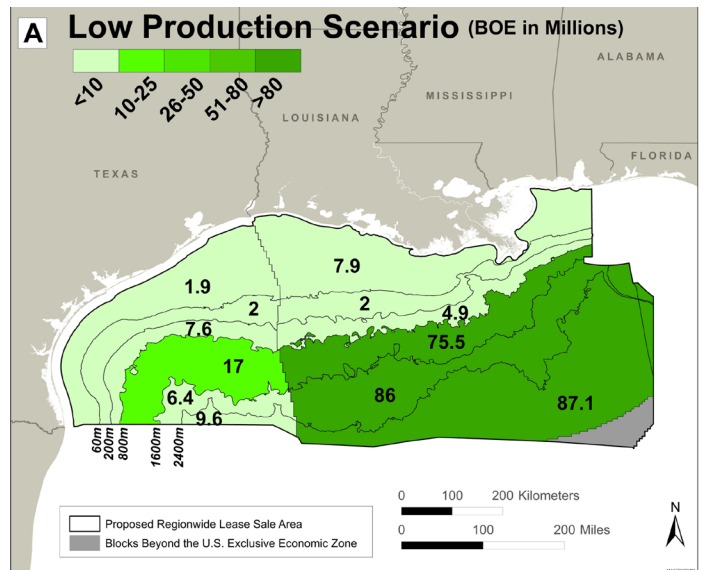 A Low Production Scenario (BOE in Millions)
<10 10-25 26-50 51-80 >80
ALABAMA
MISSISSIPPI
LOUISIANA
FLORIDA
TEXAS
7.9
1.9
2 2
4.9
7.6
75.5
17
86
6.4
87.1
9.6
60m 200m 800m 1600m 2400m
0 100 200 Kilometers
0 100 200 Miles
N
Proposed Regionwide Lease Sale Area
Blocks Beyond the U.S. Exclusive Economic Zone